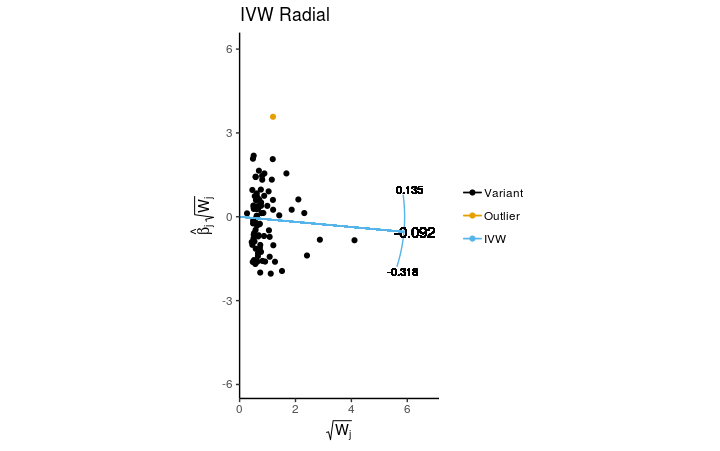 IVW Radial
6
3
0
-3
-6
β̂j√Wj
0
2
4
6
√Wj
0.135
-0.092
-0.318
Variant
Outlier
IVW